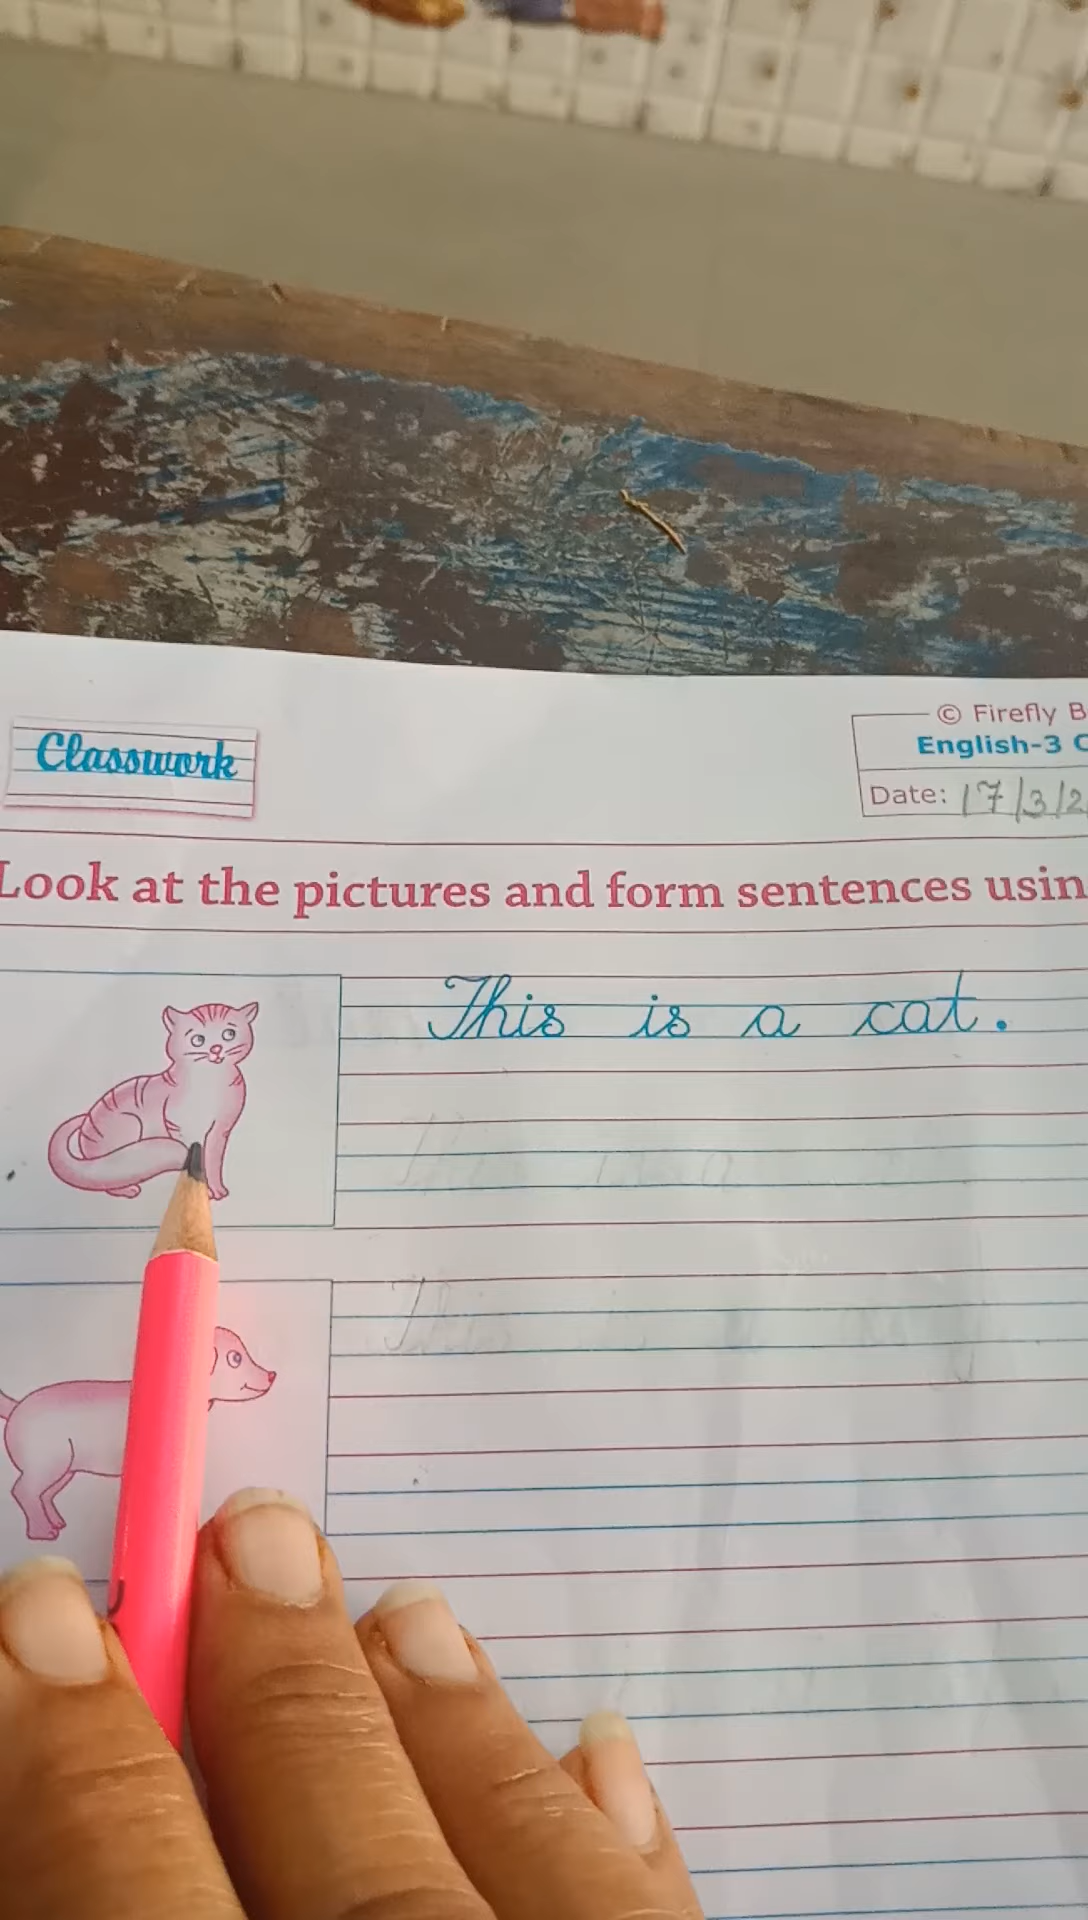 Classwork
© Firefly B
English-3 C
Date: 17/3/2
Look at the pictures and form sentences usin
This is a cat.